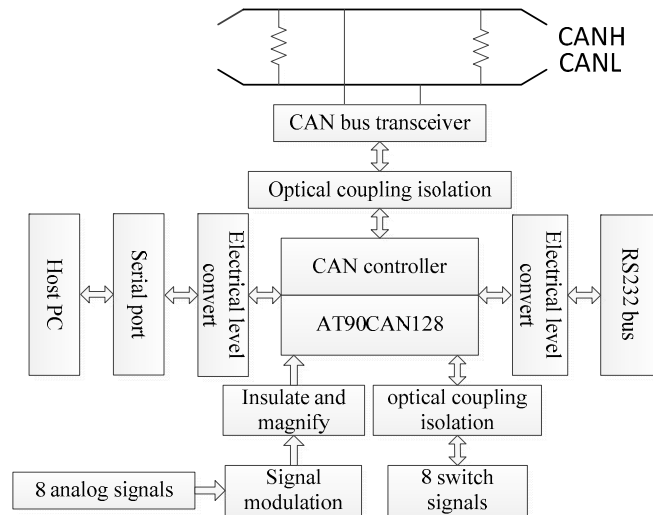 CANH
CANL
CAN bus transceiver
Optical coupling isolation
Host PC
Serial port
Electrical level
convert
CAN controller
AT90CAN128
Electrical level
convert
RS232 bus
Insulate and
magnify
optical coupling
isolation
8 analog signals
Signal
modulation
8 switch
signals